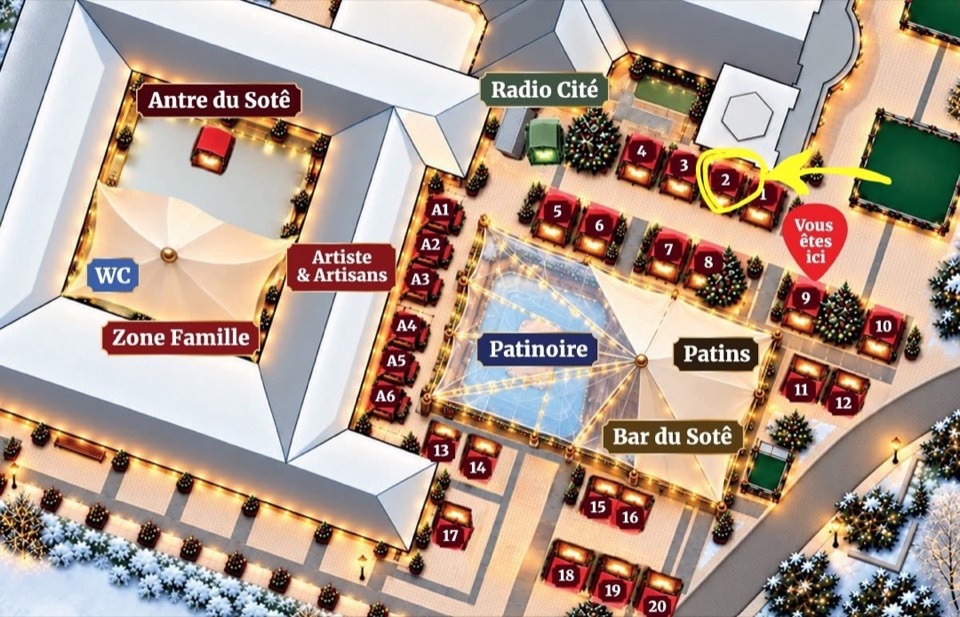 Antre du Sotê
Radio Cité
4
3
2
1
5
6
7
8
Vous
êtes
ici
9
10
A1
A2
A3
A4
A5
A6
Artiste
& Artisans
WC
Zone Famille
Patinoire
Patins
Bar du Sotê
11
12
13
14
15
16
17
18
19
20